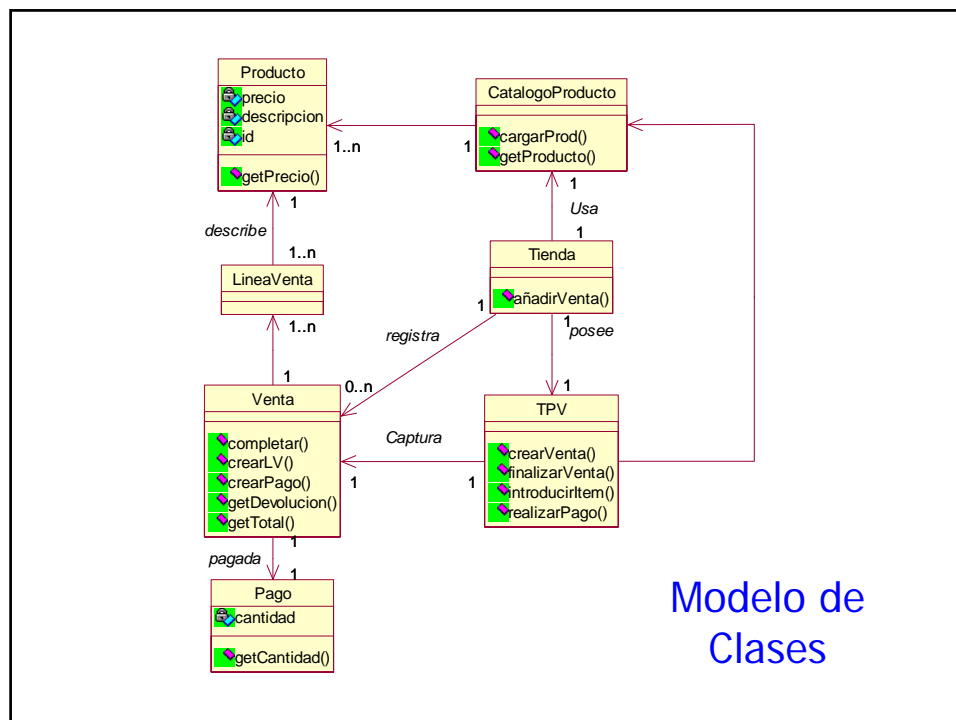 Producto
precio
descripcion
id
getPrecio()
CatalogoProducto
cargarProd()
getProducto()
1..n
1
1
1
Usa
describe
1
1..n
LineaVenta
Tienda
añadirVenta()
1..n
1
1
posee
registra
1
0..n
1
Venta
completar()
crearLV()
crearPago()
getDevolucion()
getTotal()
Captura
1
1
TPV
crearVenta()
finalizarVenta()
introducirItem()
realizarPago()
1
pagada
1
Pago
cantidad
getCantidad()
Modelo de
Clases